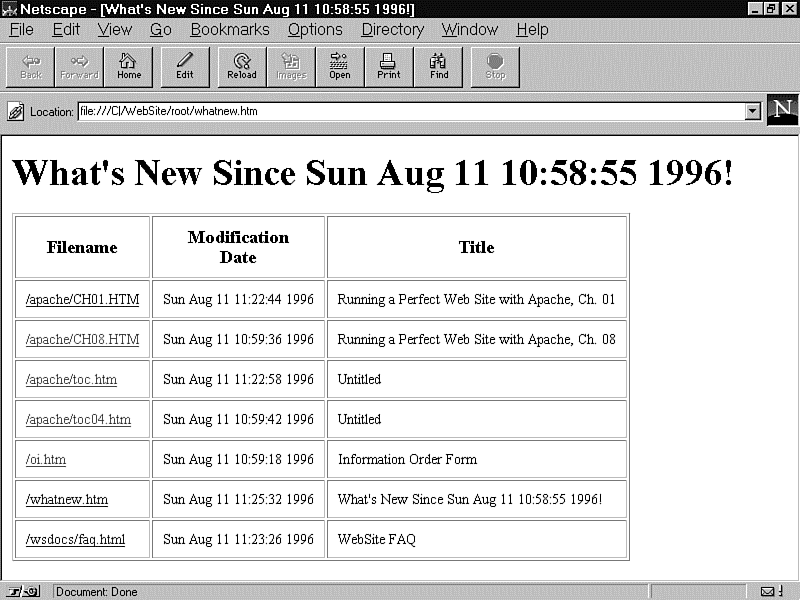 Netscape - [What's New Since Sun Aug 11 10:58:55 1996!]
File Edit View Go Bookmarks Options Directory Window Help
Back Forward Home Edit Reload Images Open Print Find Stop
Location: file:///C|/WebSite/root/whatnew.htm
N
What's New Since Sun Aug 11 10:58:55 1996!
Filename Modification Date Title
/apache/CH01.HTM Sun Aug 11 11:22:44 1996 Running a Perfect Web Site with Apache, Ch. 01
/apache/CH08.HTM Sun Aug 11 10:59:36 1996 Running a Perfect Web Site with Apache, Ch. 08
/apache/toc.htm Sun Aug 11 11:22:58 1996 Untitled
/apache/toc04.htm Sun Aug 11 10:59:42 1996 Untitled
/oi.htm Sun Aug 11 10:59:18 1996 Information Order Form
/whatnew.htm Sun Aug 11 11:25:32 1996 What's New Since Sun Aug 11 10:58:55 1996!
/wsdocs/faq.html Sun Aug 11 11:23:26 1996 WebSite FAQ
Document: Done